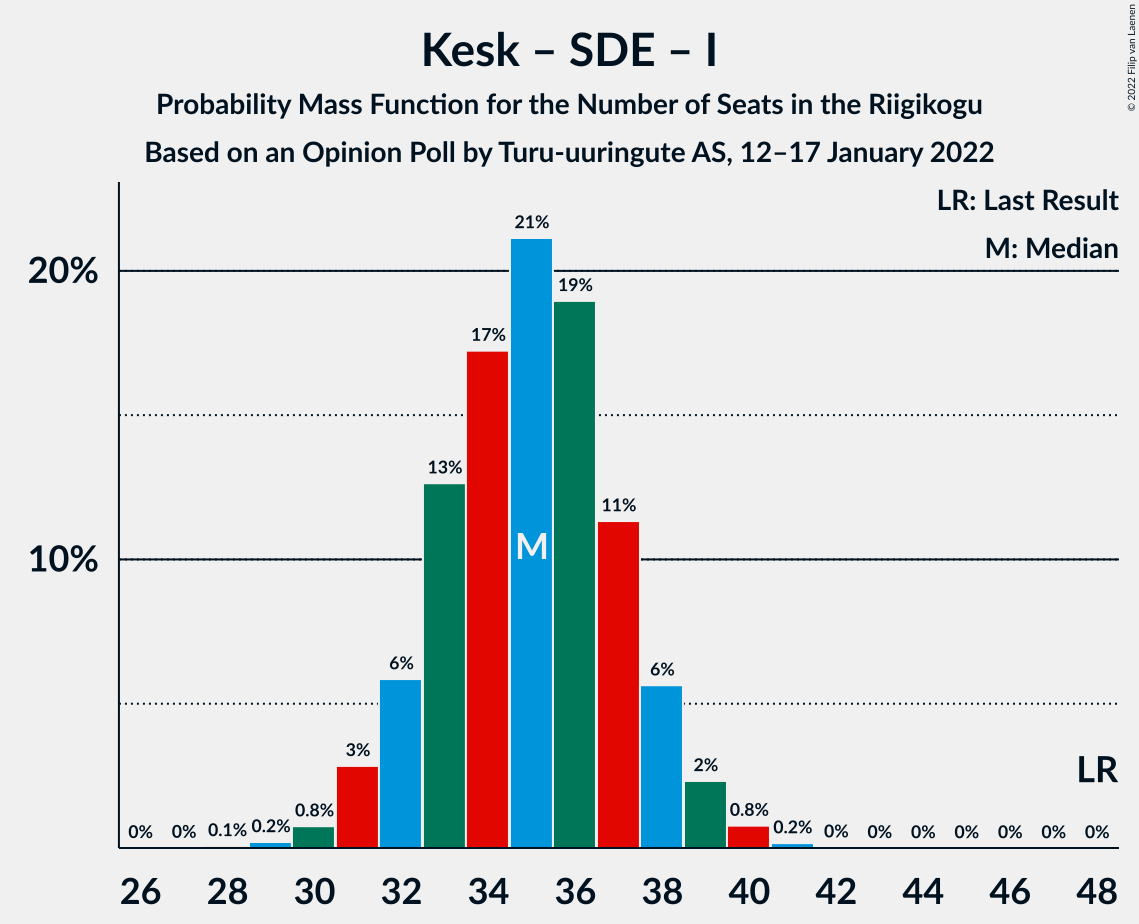 Kesk – SDE – I
Probability Mass Function for the Number of Seats in the Riigikogu
Based on an Opinion Poll by Turu-uuringute AS, 12–17 January 2022
© 2022 Filip van Laenen
LR: Last Result
M: Median
20%
10%
0% 0% 0.1% 0.2% 0.8% 3% 6% 13% 17% 21% 19% 11% 6% 2% 0.8% 0.2% 0% 0% 0% 0% 0% 0% 0%
M
LR
26 28 30 32 34 36 38 40 42 44 46 48